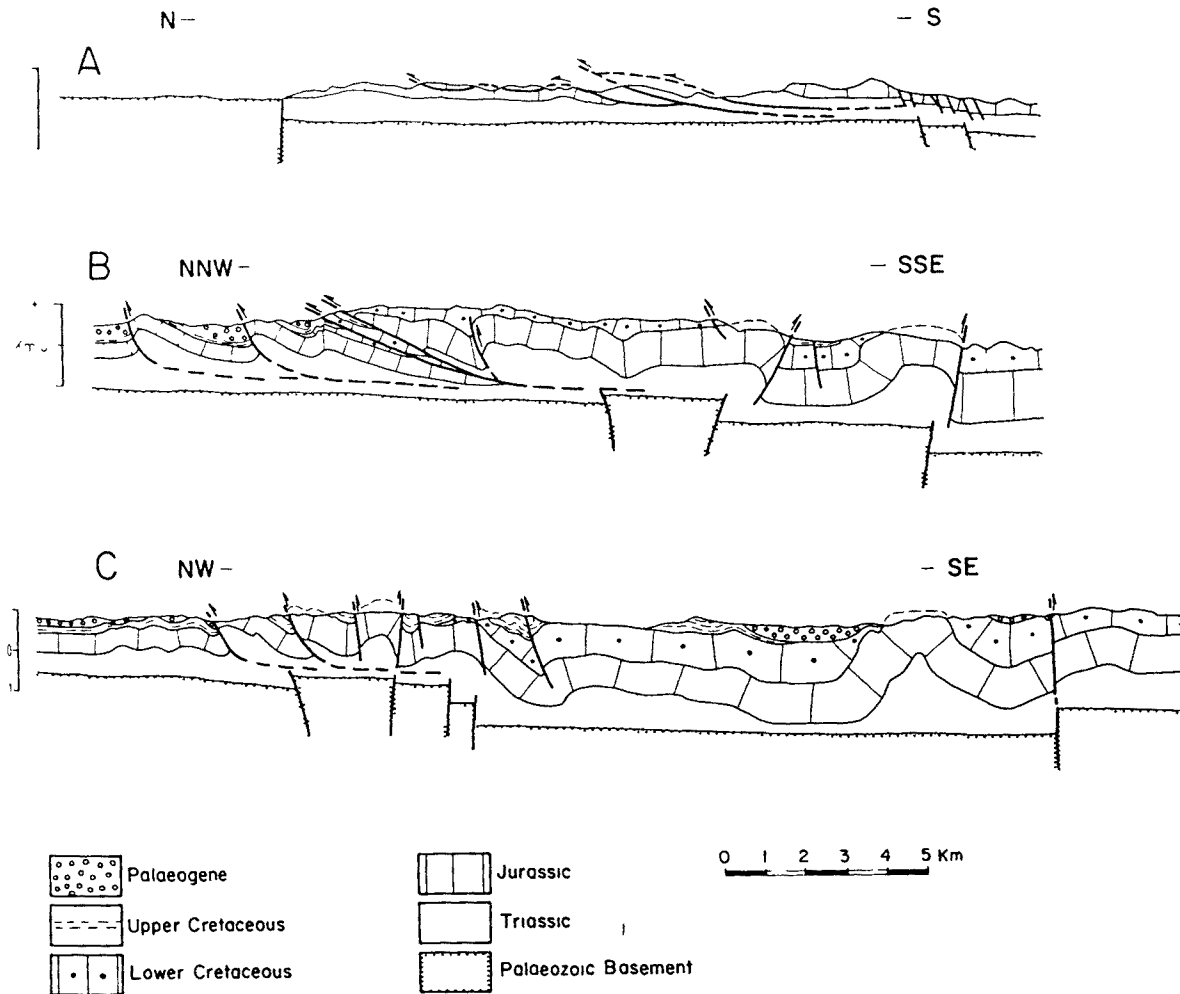 N – – S
A
B
NNW – – SSE
C
NW – – SE
Palaeogene
Upper Cretaceous
Lower Cretaceous
Jurassic
Triassic
Palaeozoic Basement
0 1 2 3 4 5 Km